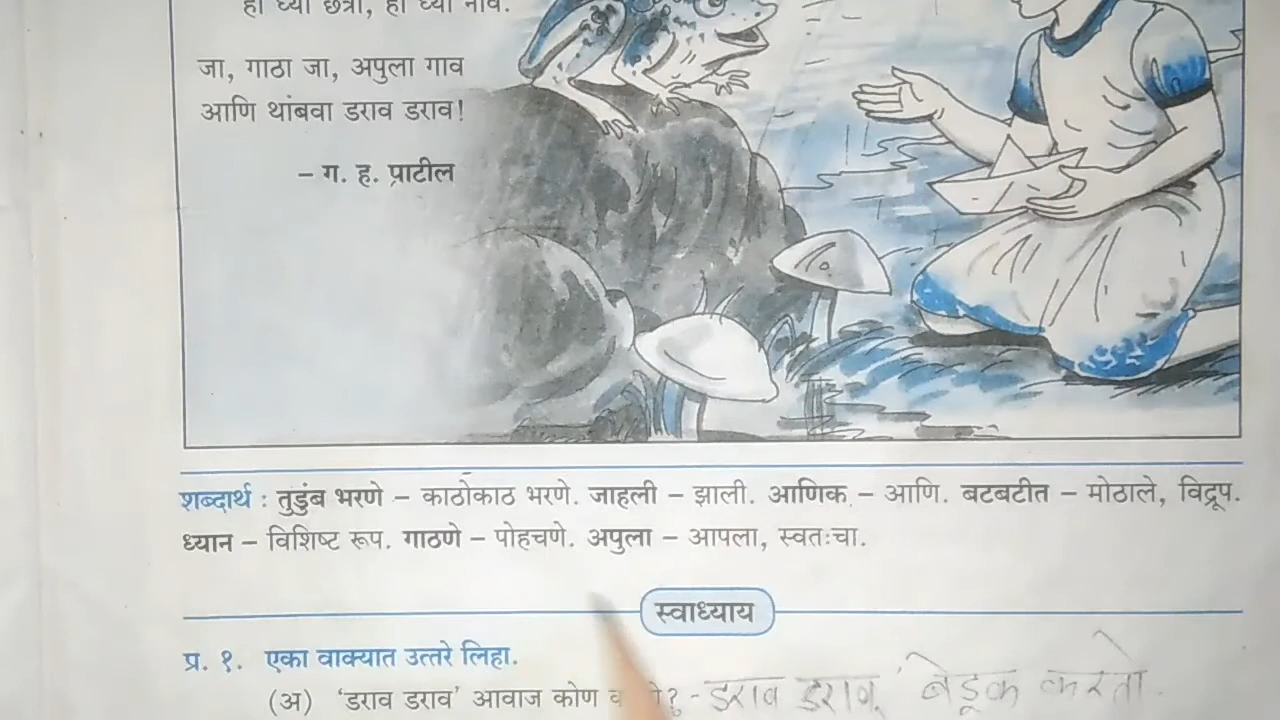 ही घ्या छत्री, ही घ्या नाव.
जा, गाठा जा, अपुला गाव
आणि थांबवा डराव डराव!
– ग. ह. पाटील
शब्दार्थ : तुडुंब भरणे – काठोकाठ भरणे. जाहली – झाली. आणिक – आणि. बटबटीत – मोठाले, विद्रूप.
ध्यान – विशिष्ट रूप. गाठणे – पोहचणे. अपुला – आपला, स्वतःचा.
स्वाध्याय
प्र. १. एका वाक्यात उत्तरे लिहा.
(अ) 'डराव डराव' आवाज कोण ? - डराव डराव, बेडूक करतो.